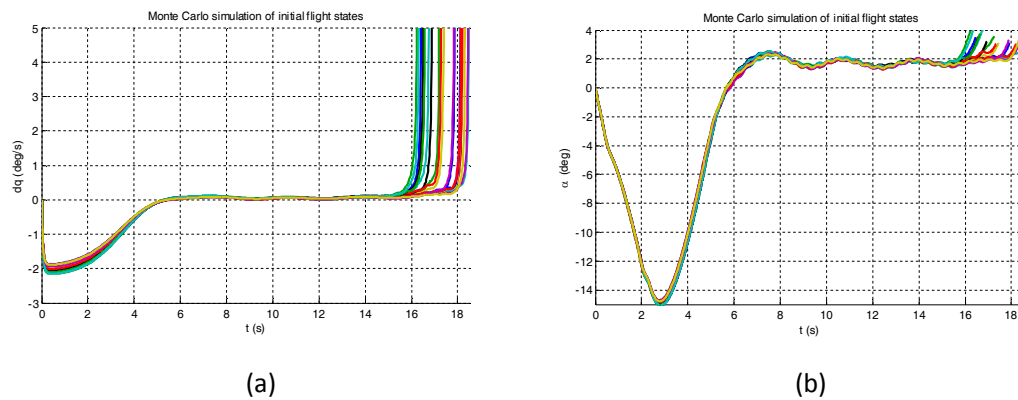 Monte Carlo simulation of initial flight states
5
4
3
2
1
0
-1
-2
-3
dq (deg/s)
0 2 4 6 8 10 12 14 16 18
t (s)
(a)
Monte Carlo simulation of initial flight states
4
2
0
-2
-4
-6
-8
-10
-12
14
α (deg)
0 2 4 6 8 10 12 14 16 18
t (s)
(b)